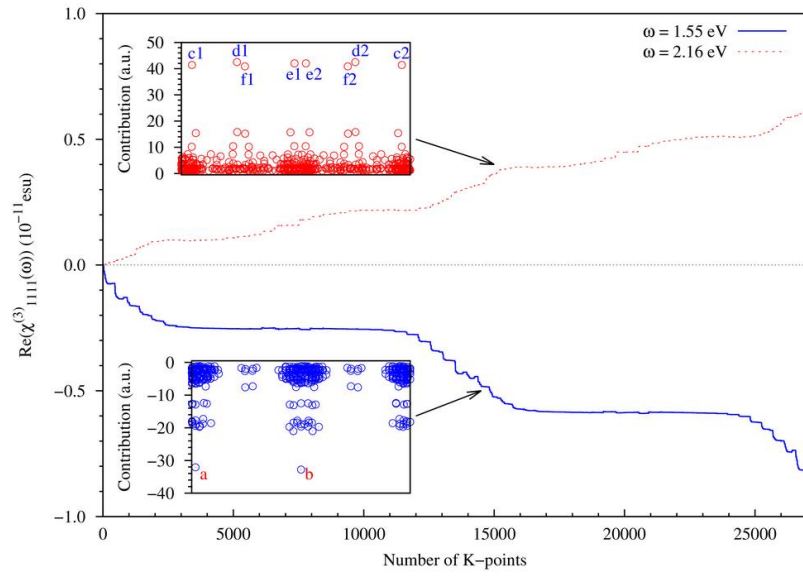 1.0
0.5
0.0
−0.5
−1.0
Re(χ(3)1111(ω)) (10−11esu)
ω = 1.55 eV
ω = 2.16 eV
50
40
30
20
10
0
Contribution (a.u.)
c1
d1
f1
e1
e2
f2
d2
c2
0
−10
−20
−30
−40
Contribution (a.u.)
a
b
0
5000
10000
15000
20000
25000
Number of K−points